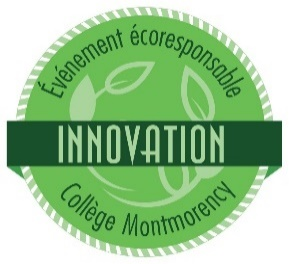 Événement écoresponsable
INNOVATION
Collège Montmorency